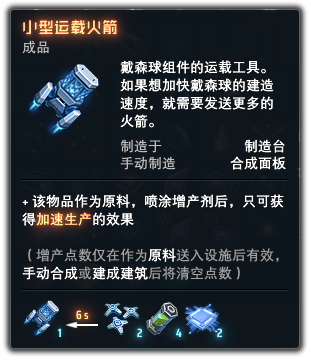 小型运载火箭
成品
戴森球组件的运载工具。
如果想加快戴森球的建造
速度，就需要发送更多的
火箭。
制造于 制造台
手动制造 合成面板
+ 该物品作为原料，喷涂增产剂后，只可获
得加速生产的效果
（增产点数仅在作为原料送入设施后有效，
手动合成或建成建筑后将清空点数）
6s
1 2 4 2